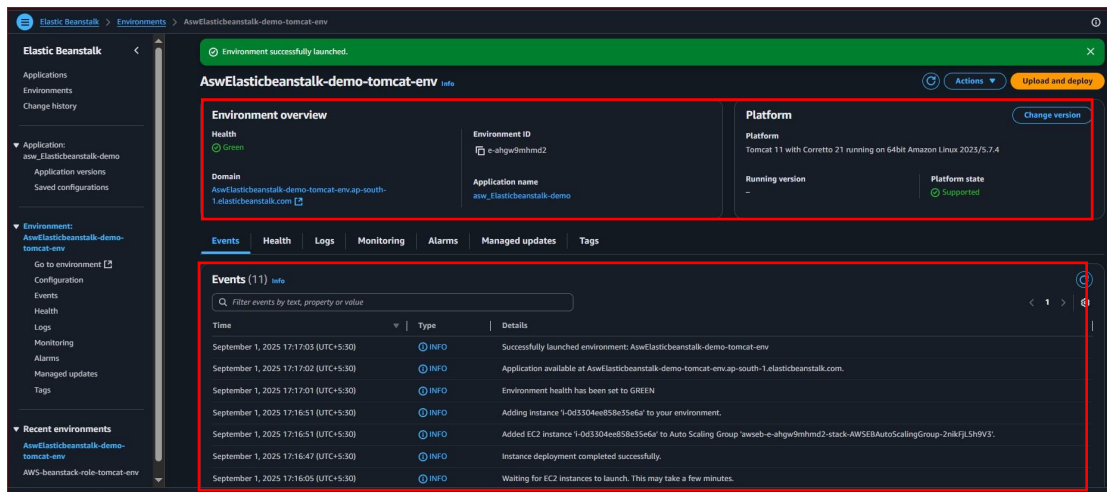 Elastic Beanstalk > Environments > AswElasticbeanstalk-demo-tomcat-env
Elastic Beanstalk
Applications
Environments
Change history
Application:
asw_Elasticbeanstalk-demo
Application versions
Saved configurations
Environment:
AswElasticbeanstalk-demo-
tomcat-env
Go to environment
Configuration
Events
Health
Logs
Monitoring
Alarms
Managed updates
Tags
Recent environments
AswElasticbeanstalk-demo-
tomcat-env
AWS-beanstack-role-tomcat-env
Environment successfully launched.
AswElasticbeanstalk-demo-tomcat-env Info
Actions Upload and deploy
Environment overview
Health
Green
Domain
AswElasticbeanstalk-demo-tomcat-env.ap-south-
1.elasticbeanstalk.com
Environment ID
e-ahgw9mhmd2
Application name
asw_Elasticbeanstalk-demo
Platform Change version
Platform
Tomcat 11 with Corretto 21 running on 64bit Amazon Linux 2023/5.7.4
Running version Platform state
– Supported
Events Health Logs Monitoring Alarms Managed updates Tags
Events (11) Info
Filter events by text, property or value
< 1 >
Time Type Details
September 1, 2025 17:17:03 (UTC+5:30) INFO Successfully launched environment: AswElasticbeanstalk-demo-tomcat-env
September 1, 2025 17:17:02 (UTC+5:30) INFO Application available at AswElasticbeanstalk-demo-tomcat-env.ap-south-1.elasticbeanstalk.com.
September 1, 2025 17:17:01 (UTC+5:30) INFO Environment health has been set to GREEN
September 1, 2025 17:16:51 (UTC+5:30) INFO Adding instance 'i-0d3304ee858e35e6a' to your environment.
September 1, 2025 17:16:51 (UTC+5:30) INFO Added EC2 instance 'i-0d3304ee858e35e6a' to Auto Scaling Group 'awseb-e-ahgw9mhmd2-stack-AWSEBAutoScalingGroup-2nikFjL5h9V3'.
September 1, 2025 17:16:47 (UTC+5:30) INFO Instance deployment completed successfully.
September 1, 2025 17:16:05 (UTC+5:30) INFO Waiting for EC2 instances to launch. This may take a few minutes.